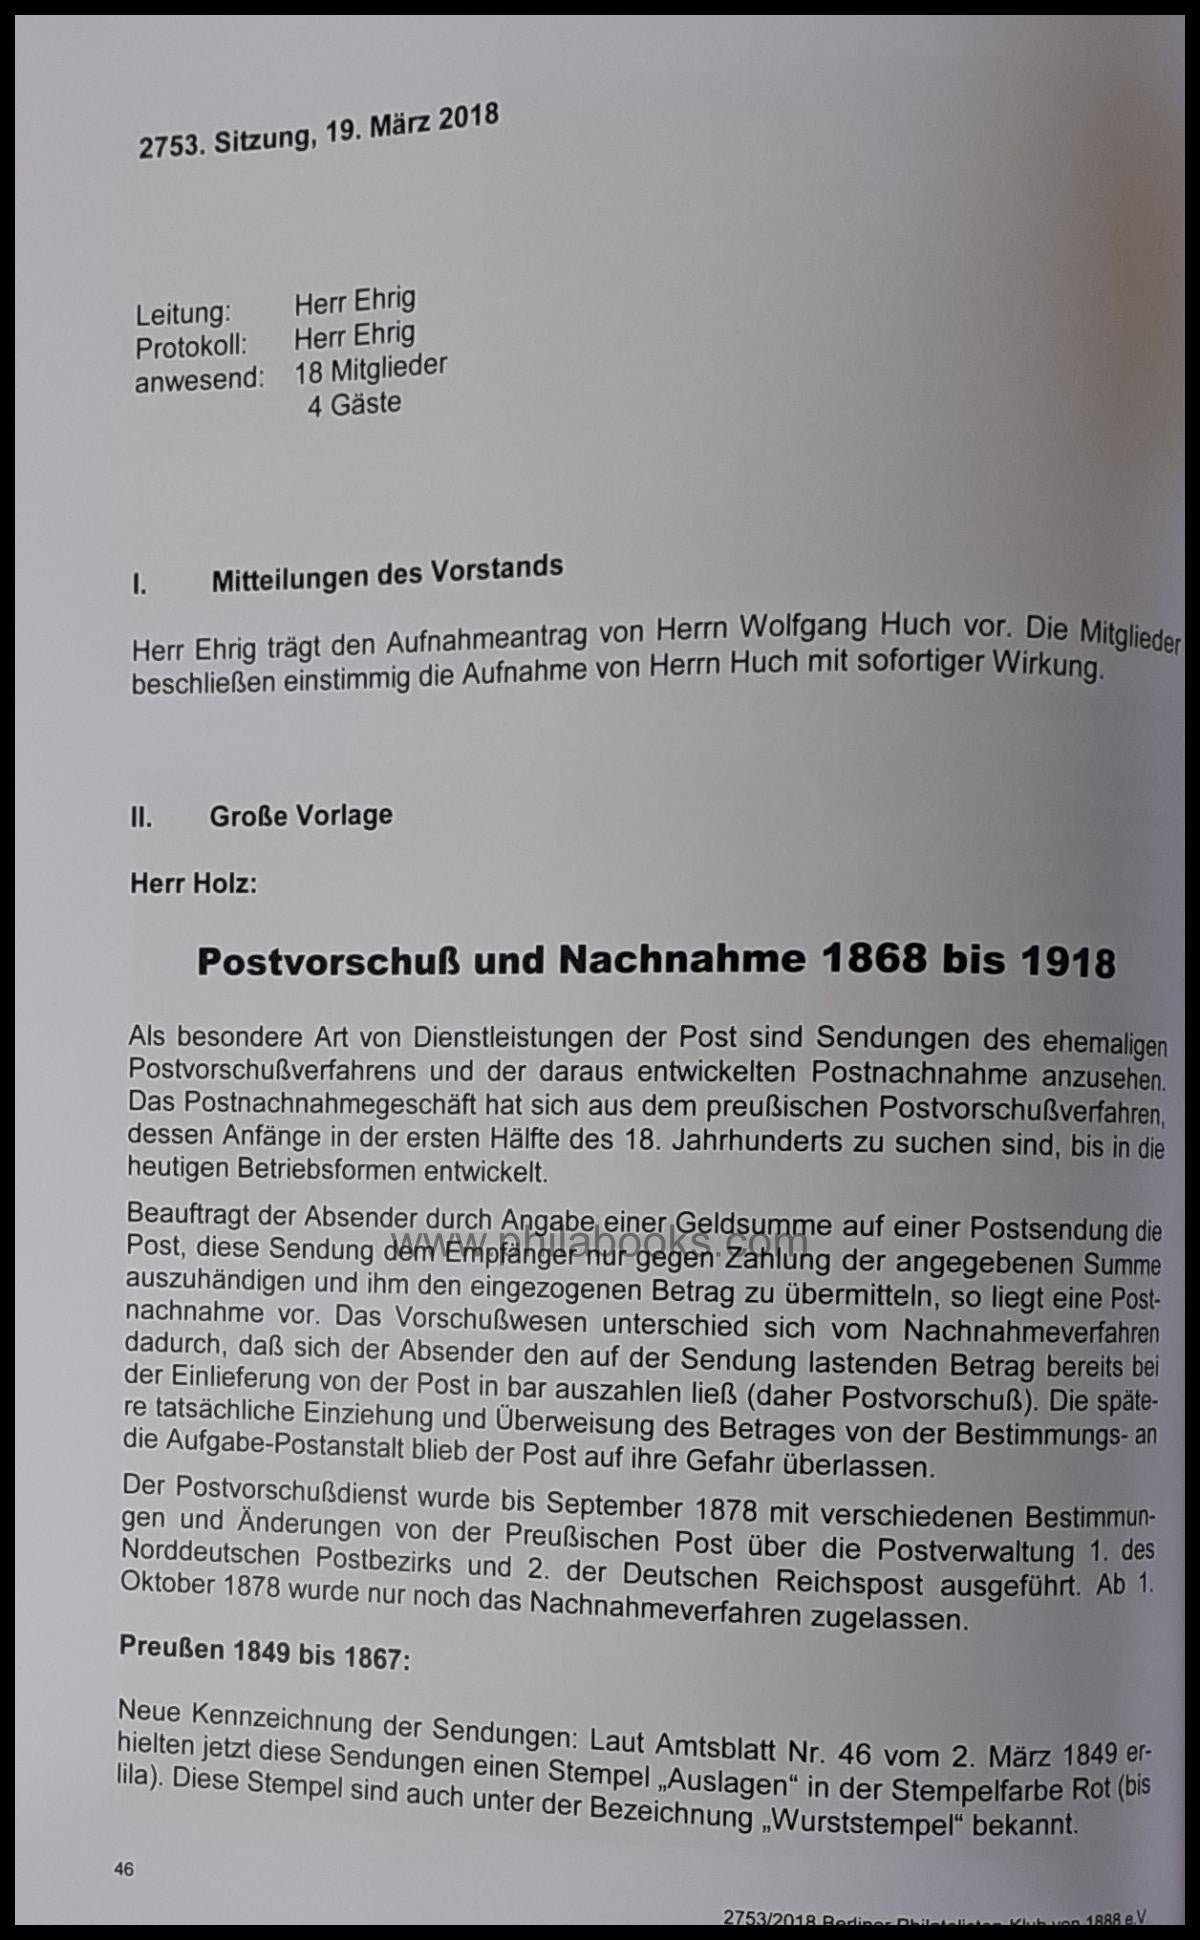 2753. Sitzung, 19. März 2018
Leitung: Herr Ehrig
Protokoll: Herr Ehrig
anwesend: 18 Mitglieder
4 Gäste
I. Mitteilungen des Vorstands
Herr Ehrig trägt den Aufnahmeantrag von Herrn Wolfgang Huch vor. Die Mitglieder
beschließen einstimmig die Aufnahme von Herrn Huch mit sofortiger Wirkung.
II. Große Vorlage
Herr Holz:
Postvorschuß und Nachnahme 1868 bis 1918
Als besondere Art von Dienstleistungen der Post sind Sendungen des ehemaligen
Postvorschußverfahrens und der daraus entwickelten Postnachnahme anzusehen.
Das Postnachnahmegeschäft hat sich aus dem preußischen Postvorschußverfahren,
dessen Anfänge in der ersten Hälfte des 18. Jahrhunderts zu suchen sind, bis in die
heutigen Betriebsformen entwickelt.
Beauftragt der Absender durch Angabe einer Geldsumme auf einer Postsendung die
www.philabooks.com
Post, diese Sendung dem Empfänger nur gegen Zahlung der angegebenen Summe
auszuhändigen und ihm den eingezogenen Betrag zu übermitteln, so liegt eine Post-
nachnahme vor. Das Vorschußwesen unterschied sich vom Nachnahmeverfahren
dadurch, daß sich der Absender den auf der Sendung lastenden Betrag bereits bei
der Einlieferung von der Post in bar auszahlen ließ (daher Postvorschuß). Die späte-
re tatsächliche Einziehung und Überweisung des Betrages von der Bestimmungs- an
die Aufgabe-Postanstalt blieb der Post auf ihre Gefahr überlassen.
Der Postvorschußdienst wurde bis September 1878 mit verschiedenen Bestimmun-
gen und Änderungen von der Preußischen Post über die Postverwaltung 1. des
Norddeutschen Postbezirks und 2. der Deutschen Reichspost ausgeführt. Ab 1.
Oktober 1878 wurde nur noch das Nachnahmeverfahren zugelassen.
Preußen 1849 bis 1867:
Neue Kennzeichnung der Sendungen: Laut Amtsblatt Nr. 46 vom 2. März 1849 er-
hielten jetzt diese Sendungen einen Stempel „Auslagen“ in der Stempelfarbe Rot (bis
lila). Diese Stempel sind auch unter der Bezeichnung „Wurststempel“ bekannt.
46
2753/2018 Berliner Philatelisten-Klub von 1888 e.V.